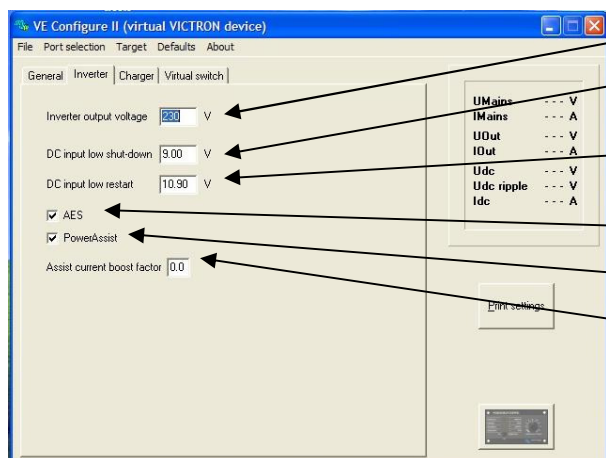 VE Configure II (virtual VICTRON device)
File Port selection Target Defaults About
General Inverter Charger Virtual switch
Inverter output voltage 230 V
DC input low shut-down 9.00 V
DC input low restart 10.90 V
AES
PowerAssist
Assist current boost factor 0.0
UMains --- V
IMains --- A
UOut --- V
IOut --- A
Udc --- V
Udc ripple --- V
Idc --- A
Print settings